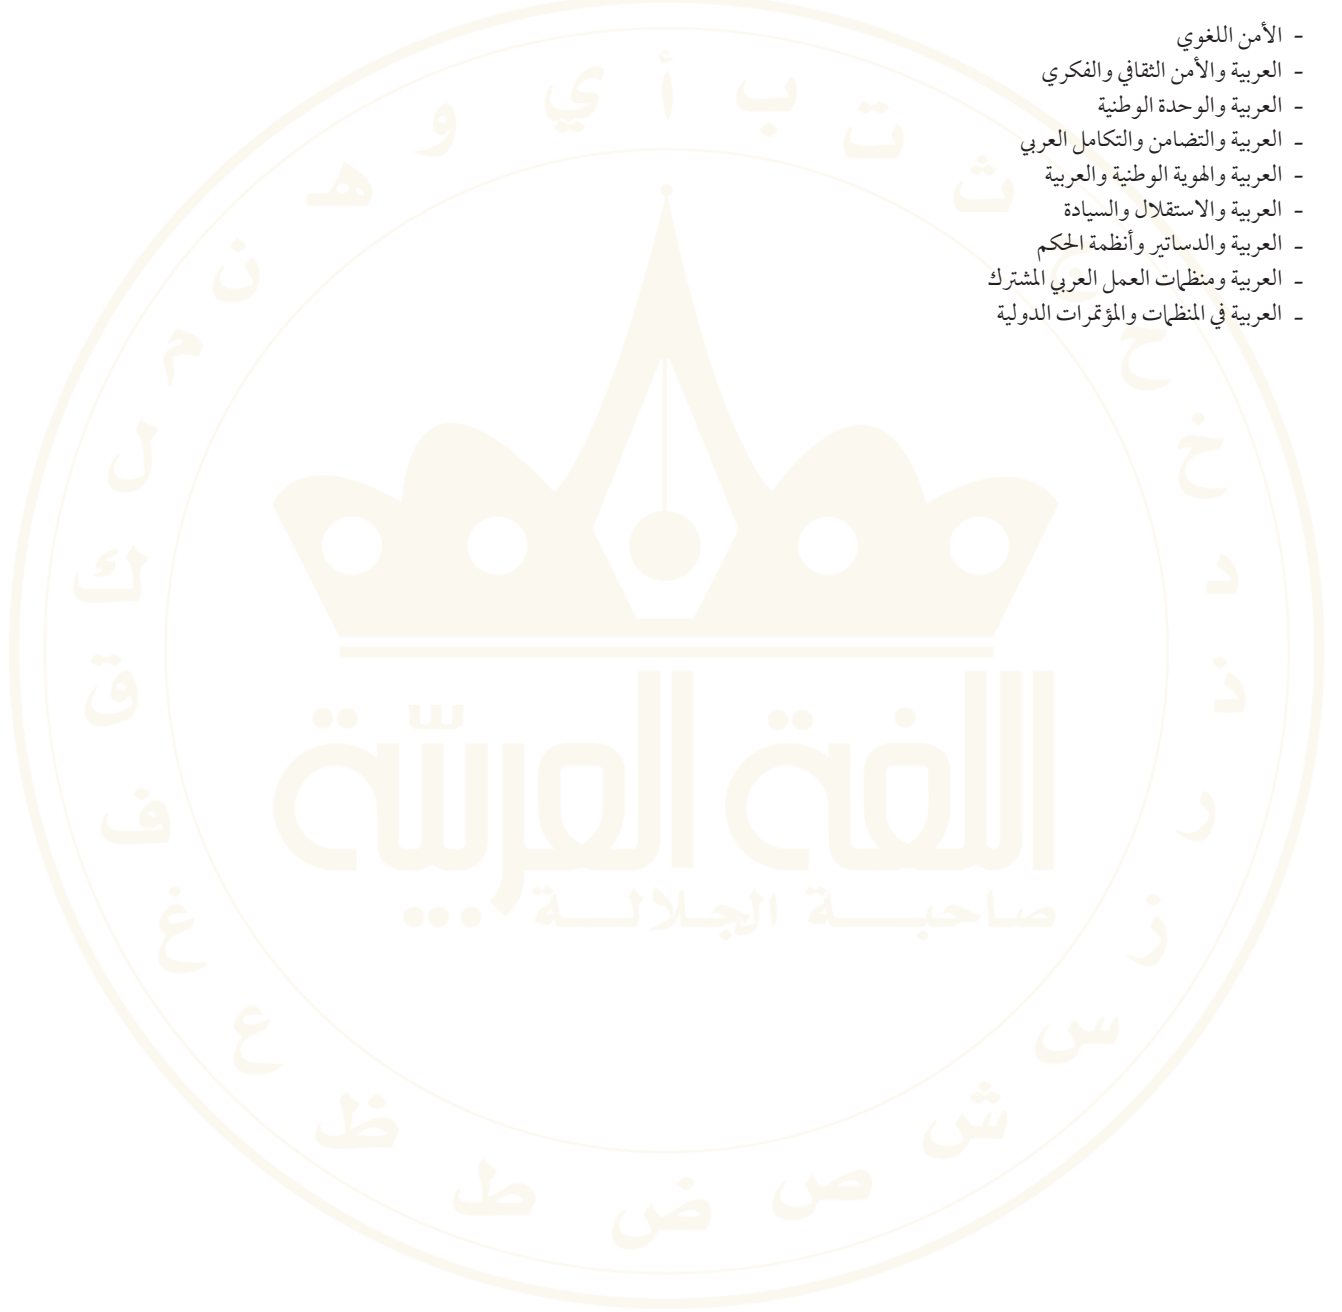 - الأمن اللغوي
- العربية والأمن الثقافي والفكري
- العربية والوحدة الوطنية
- العربية والتضامن والتكامل العربي
- العربية والهوية الوطنية والعربية
- العربية والاستقلال والسيادة
- العربية والدساتير وأنظمة الحكم
- العربية ومنظمات العمل العربي المشترك
- العربية في المنظمات والمؤتمرات الدولية
أ ب ت ث ج ح خ د ذ ر ز س ش ص ض ط ظ ع غ ف ق ك ل م ن هـ و ي
اللغة العربية
صاحبة الجلالة